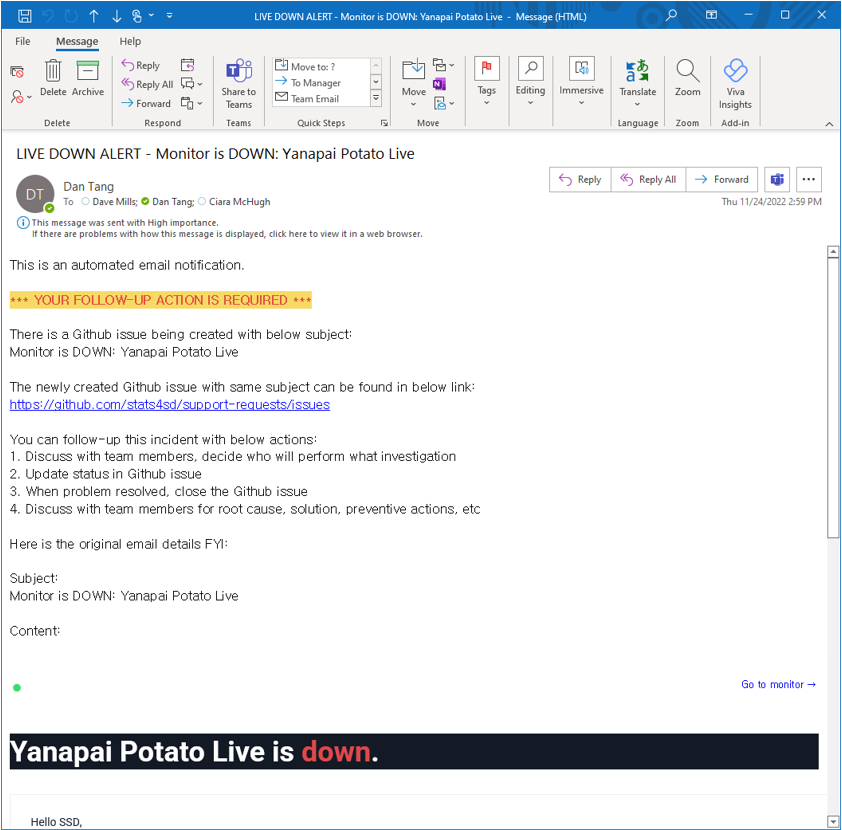 LIVE DOWN ALERT - Monitor is DOWN: Yanapai Potato Live - Message (HTML)
File Message Help
Delete Archive
Reply
Reply All
Forward
Share to Teams
Move to: ?
To Manager
Team Email
Move
Tags
Editing
Immersive
Translate
Zoom
Viva Insights
Delete Respond Teams Quick Steps Move Language Zoom Add-in
LIVE DOWN ALERT - Monitor is DOWN: Yanapai Potato Live
DT
Dan Tang
To Dave Mills; Dan Tang; Ciara McHugh
Reply Reply All Forward
Thu 11/24/2022 2:59 PM
This message was sent with High importance.
If there are problems with how this message is displayed, click here to view it in a web browser.
This is an automated email notification.
*** YOUR FOLLOW-UP ACTION IS REQUIRED ***
There is a Github issue being created with below subject:
Monitor is DOWN: Yanapai Potato Live
The newly created Github issue with same subject can be found in below link:
https://github.com/stats4sd/support-requests/issues
You can follow-up this incident with below actions:
1. Discuss with team members, decide who will perform what investigation
2. Update status in Github issue
3. When problem resolved, close the Github issue
4. Discuss with team members for root cause, solution, preventive actions, etc
Here is the original email details FYI:
Subject:
Monitor is DOWN: Yanapai Potato Live
Content:
Go to monitor →
Yanapai Potato Live is down.
Hello SSD,